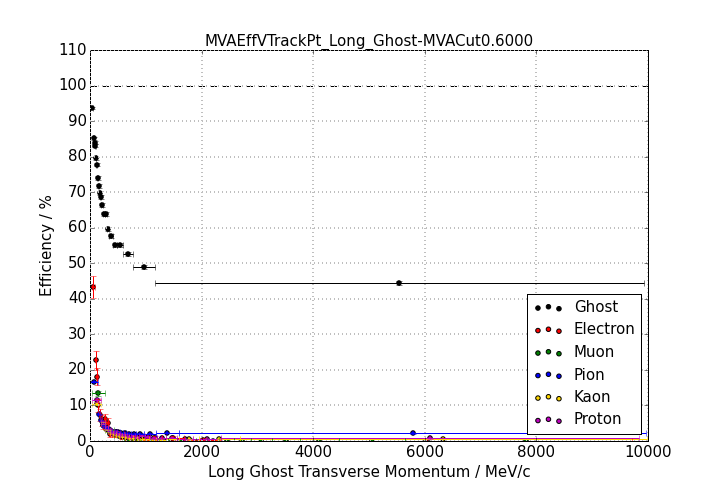 MVAEffVTrackPt_Long_Ghost-MVACut0.6000
110
100
90
80
70
60
50
40
30
20
10
0
Efficiency / %
Ghost
Electron
Muon
Pion
Kaon
Proton
0 2000 4000 6000 8000 10000
Long Ghost Transverse Momentum / MeV/c